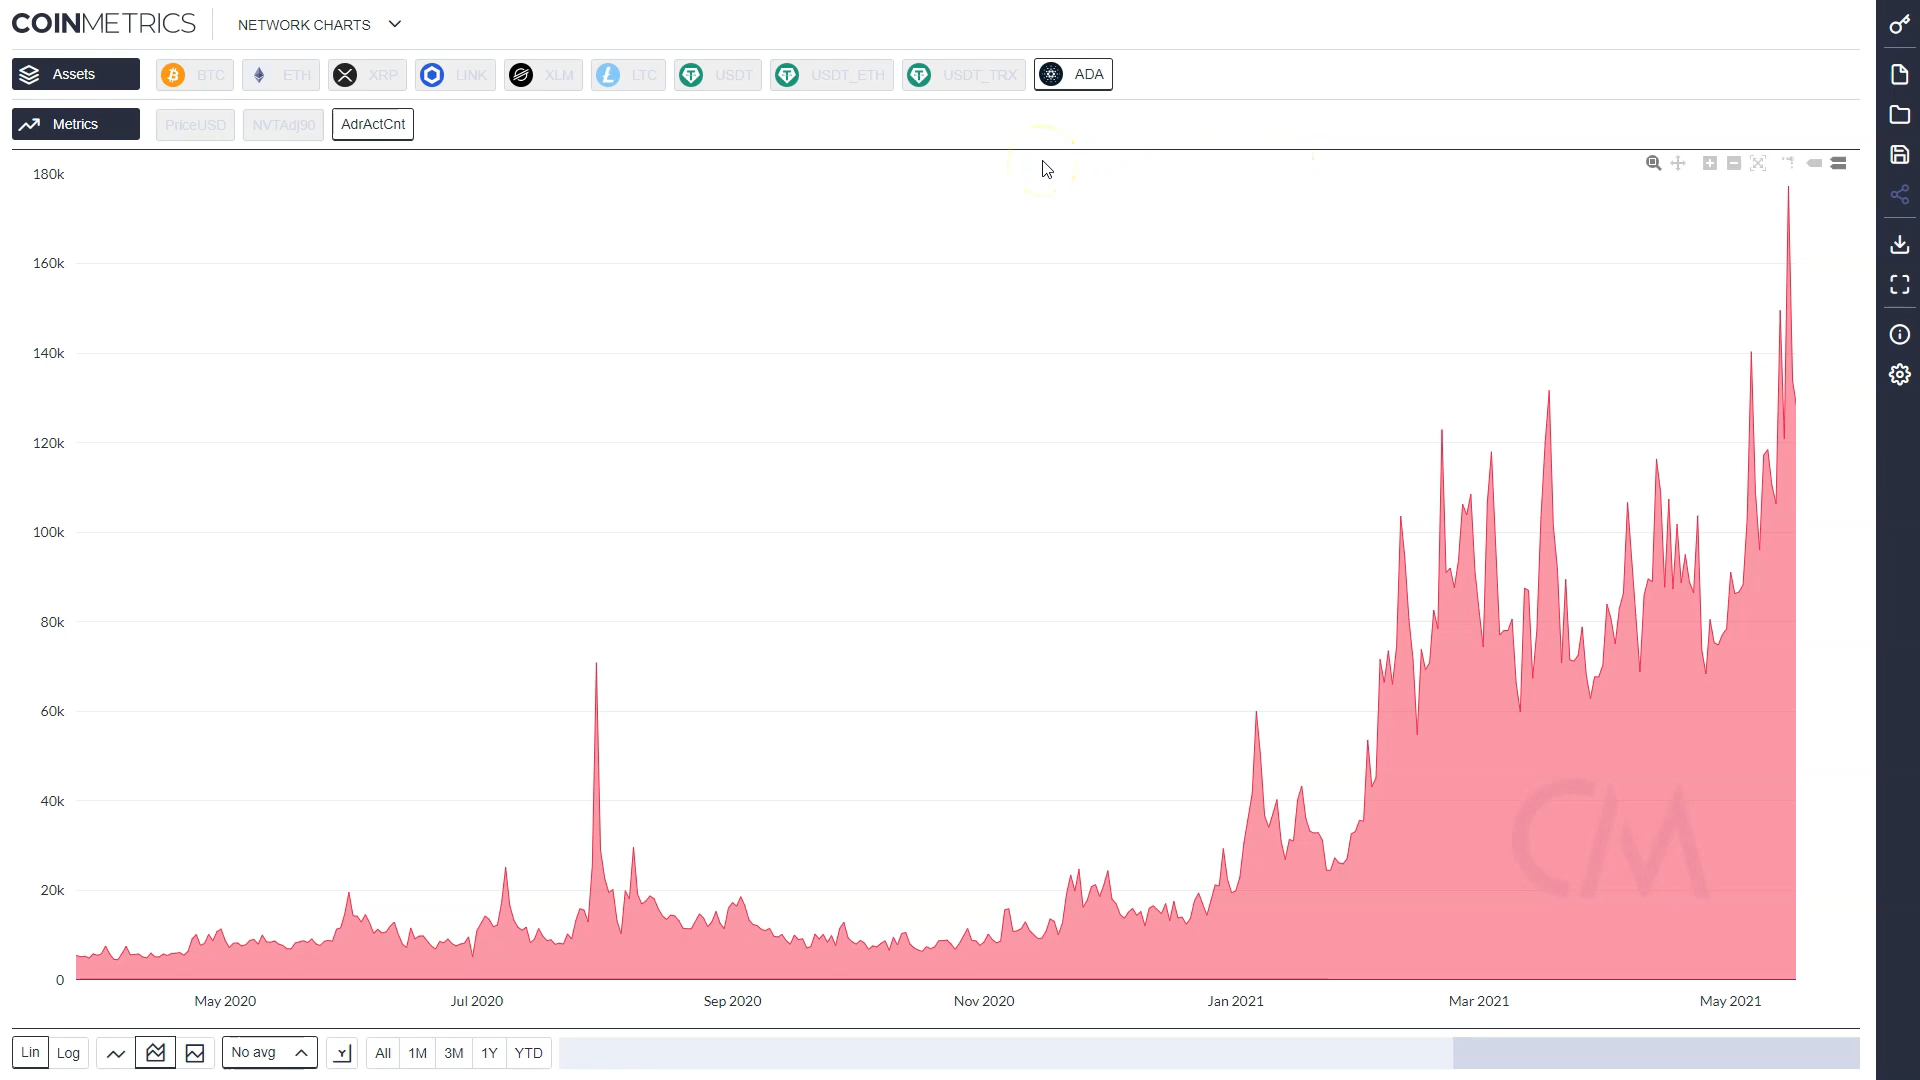 COINMETRICS NETWORK CHARTS
Assets BTC ETH XRP LINK XLM LTC USDT USDT_ETH USDT_TRX ADA
Metrics PriceUSD NVTAdj90 AdrActCnt
180k
160k
140k
120k
100k
80k
60k
40k
20k
0
May 2020 Jul 2020 Sep 2020 Nov 2020 Jan 2021 Mar 2021 May 2021
CM
Lin Log No avg All 1M 3M 1Y YTD